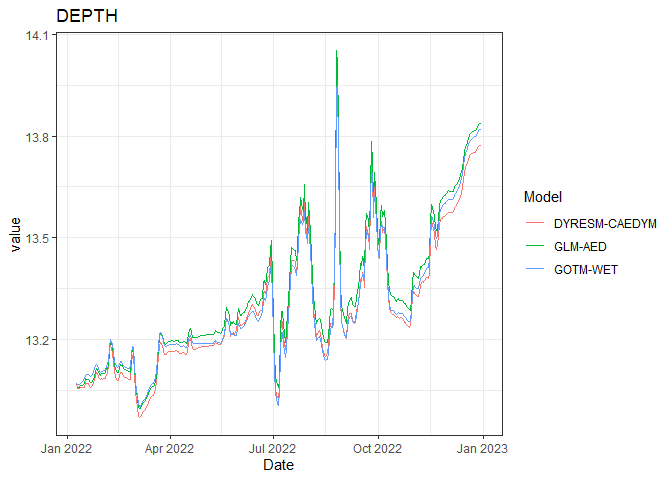 DEPTH
14.1
13.8
13.5
13.2
value
Jan 2022
Apr 2022
Jul 2022
Oct 2022
Jan 2023
Date
Model
DYRESM-CAEDYM
GLM-AED
GOTM-WET